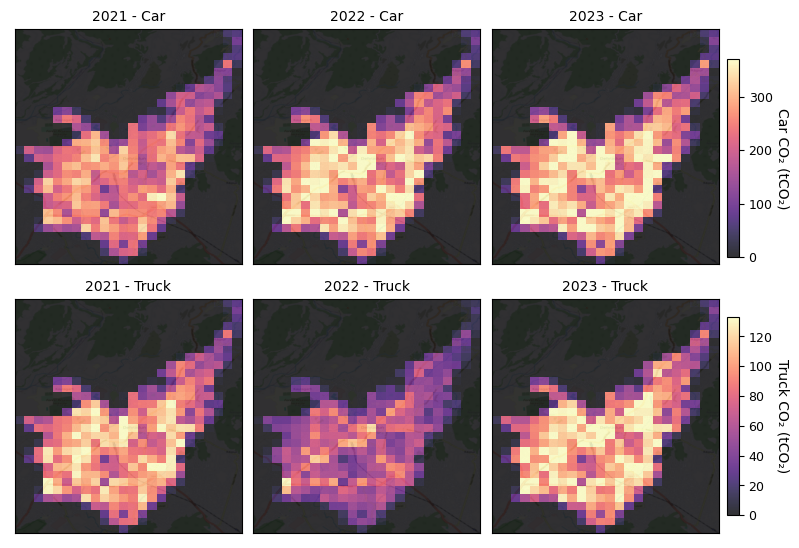 2021 - Car
2022 - Car
2023 - Car
300
200
100
0
Car CO₂ (tCO₂)
2021 - Truck
2022 - Truck
2023 - Truck
120
100
80
60
40
20
0
Truck CO₂ (tCO₂)